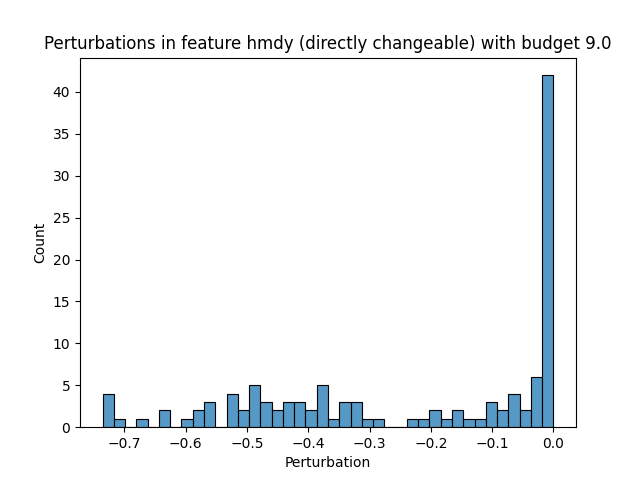 Perturbations in feature hmdy (directly changeable) with budget 9.0
40
35
30
25
20
15
10
5
0
Count
−0.7 −0.6 −0.5 −0.4 −0.3 −0.2 −0.1 0.0
Perturbation